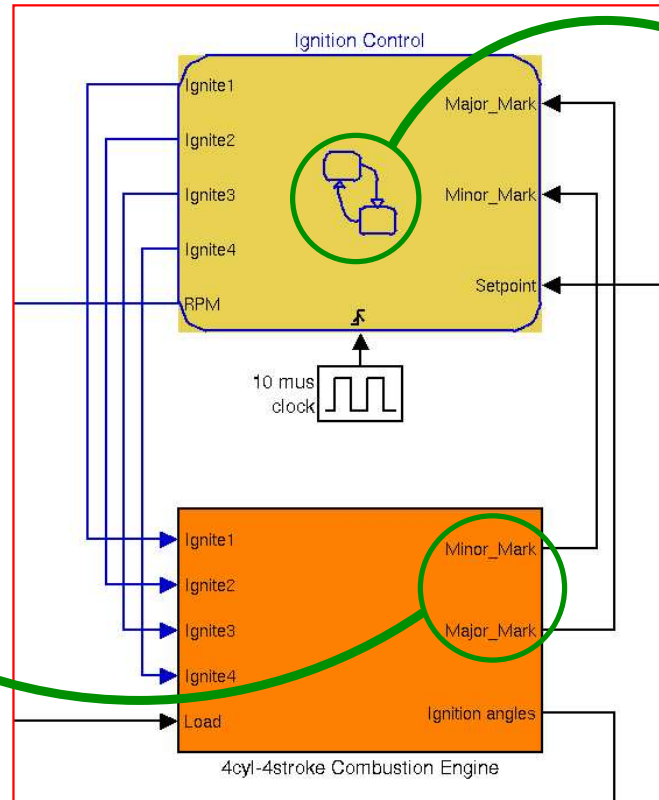 Ignition Control
Ignite1
Major_Mark
Ignite2
Ignite3
Minor_Mark
Ignite4
Setpoint
RPM
10 mus
clock
Ignite1
Minor_Mark
Ignite2
Ignite3
Major_Mark
Ignite4
Ignition angles
Load
4cyl-4stroke Combustion Engine